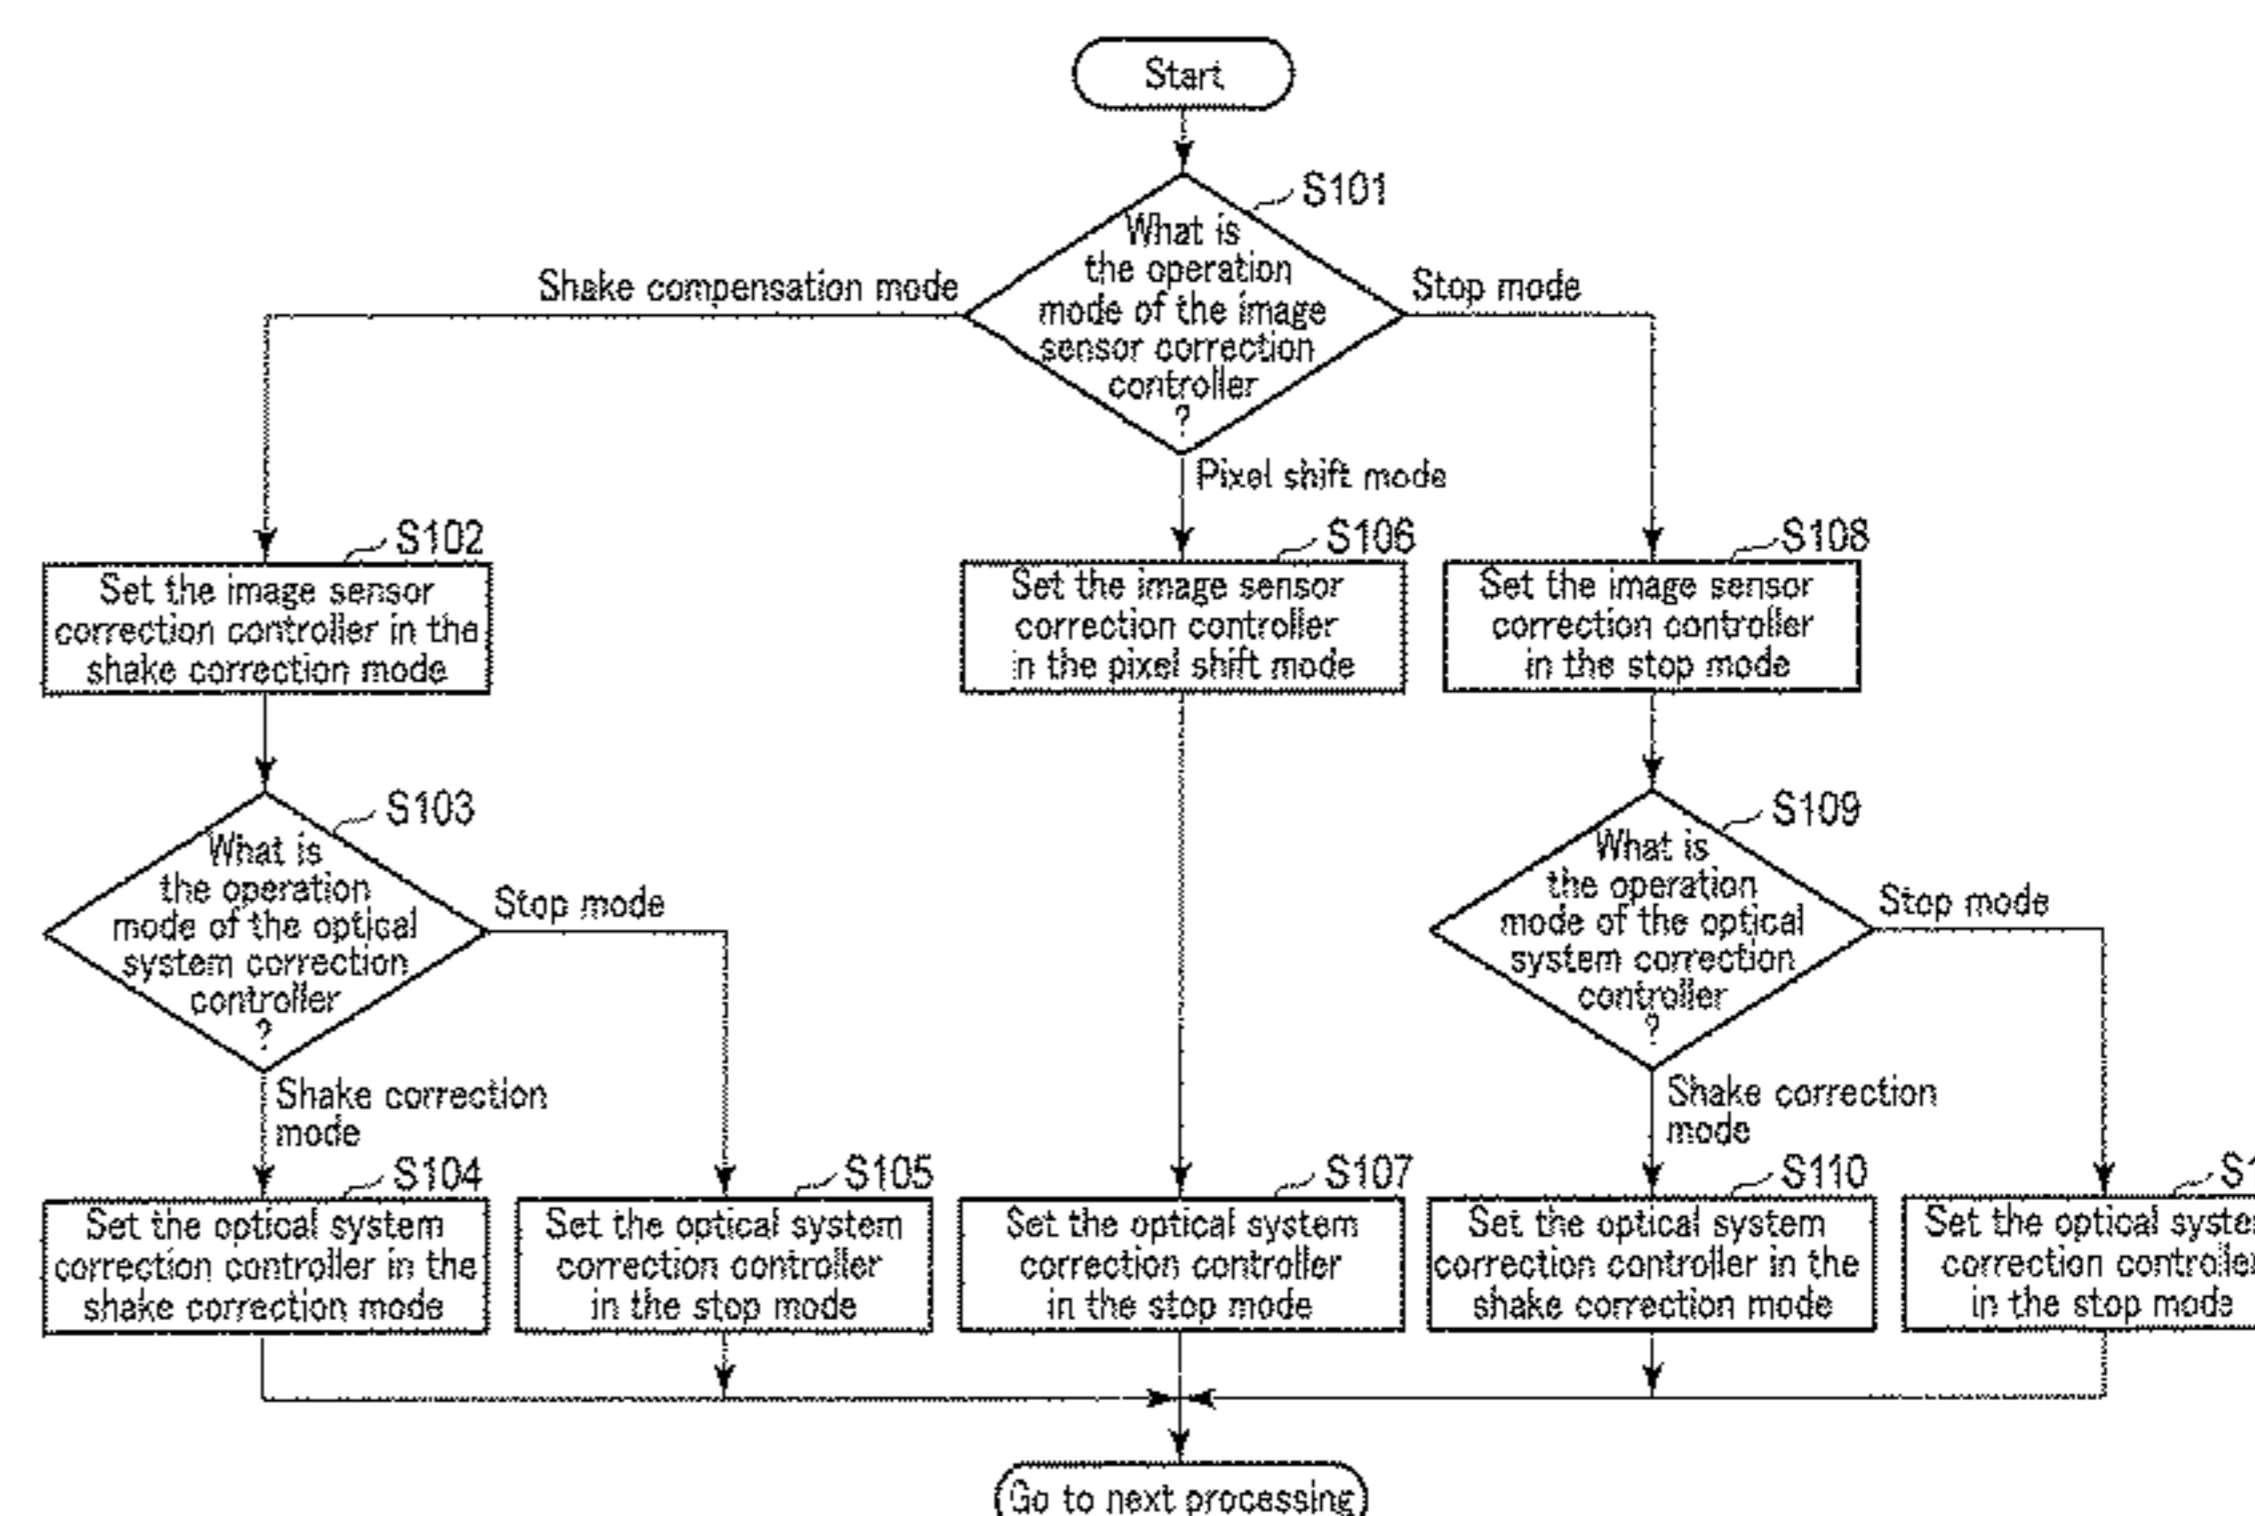 Start
S101
What is
the operation
mode of the image
sensor correction
controller
?
Shake compensation mode
Stop mode
Pixel shift mode
S102
Set the image sensor
correction controller in the
shake correction mode
S106
Set the image sensor
correction controller
in the pixel shift mode
S108
Set the image sensor
correction controller
in the stop mode
S103
What is
the operation
mode of the optical
system correction
controller
?
Stop mode
Shake correction
mode
S109
What is
the operation
mode of the optical
system correction
controller
?
Stop mode
Shake correction
mode
S104
Set the optical system
correction controller in the
shake correction mode
S105
Set the optical system
correction controller
in the stop mode
S107
Set the optical system
correction controller
in the stop mode
S110
Set the optical system
correction controller in the
shake correction mode
Set the optical
correction controller
in the stop mode
Go to next processing